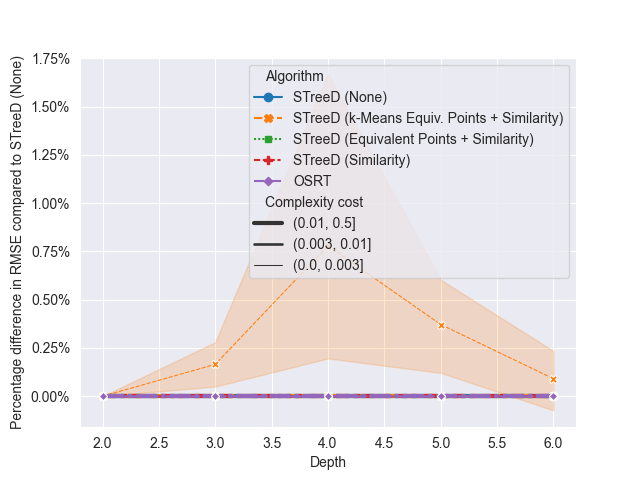 1.75%
1.50%
1.25%
1.00%
0.75%
0.50%
0.25%
0.00%
Percentage difference in RMSE compared to STreeD (None)
Algorithm
STreeD (None)
STreeD (k-Means Equiv. Points + Similarity)
STreeD (Equivalent Points + Similarity)
STreeD (Similarity)
OSRT
Complexity cost
(0.01, 0.5]
(0.003, 0.01]
(0.0, 0.003]
2.0 2.5 3.0 3.5 4.0 4.5 5.0 5.5 6.0
Depth